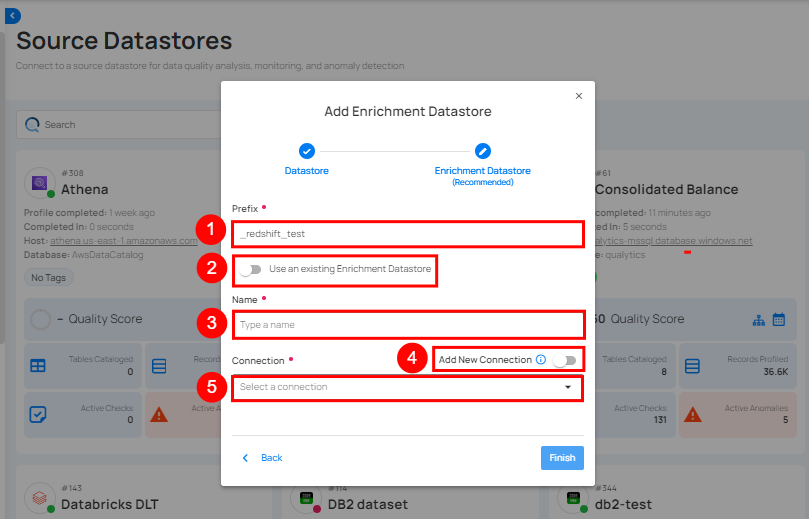 Source Datastores
Connect to a source datastore for data quality analysis, monitoring, and anomaly detection
Search
#308
Athena
Profile completed: 1 week ago
Completed In: 0 seconds
Host: athena.us-east-1.amazonaws.com
Database: AwsDataCatalog
No Tags
– Quality Score
Tables Cataloged
0
Records
Active Checks
0
Active A
#143
Databricks DLT
Add Enrichment Datastore
Datastore
Enrichment Datastore
(Recommended)
Prefix
1
_redshift_test
2
Use an existing Enrichment Datastore
Name
3
Type a name
Connection
4
Add New Connection
5
Select a connection
Back
Finish
#114
DB2 dataset
#61
Consolidated Balance
completed: 11 minutes ago
ed In: 5 seconds
alytics-mssql.database.windows.net
e: qualytics
60 Quality Score
Tables Cataloged
8
Records Profiled
36.6K
Active Checks
131
Active Anomalies
5
#344
db2-test